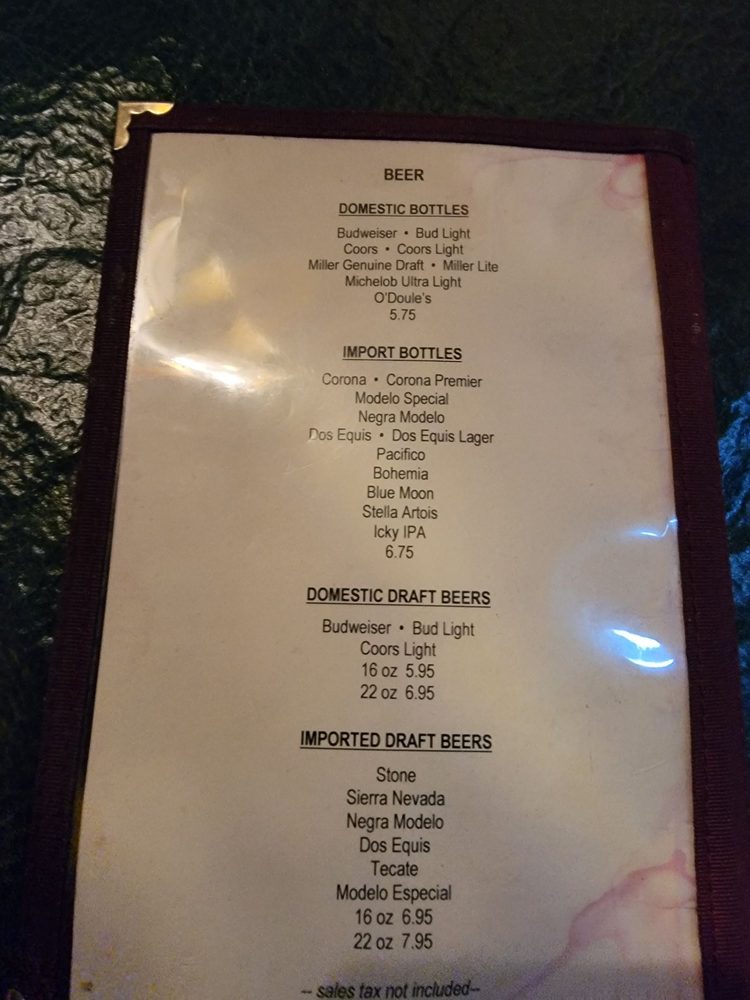 BEER
DOMESTIC BOTTLES
Budweiser • Bud Light
Coors • Coors Light
Miller Genuine Draft • Miller Lite
Michelob Ultra Light
O'Doule's
5.75
IMPORT BOTTLES
Corona • Corona Premier
Modelo Special
Negra Modelo
Dos Equis • Dos Equis Lager
Pacifico
Bohemia
Blue Moon
Stella Artois
Icky IPA
6.75
DOMESTIC DRAFT BEERS
Budweiser • Bud Light
Coors Light
16 oz 5.95
22 oz 6.95
IMPORTED DRAFT BEERS
Stone
Sierra Nevada
Negra Modelo
Dos Equis
Tecate
Modelo Especial
16 oz 6.95
22 oz 7.95
-- sales tax not included--